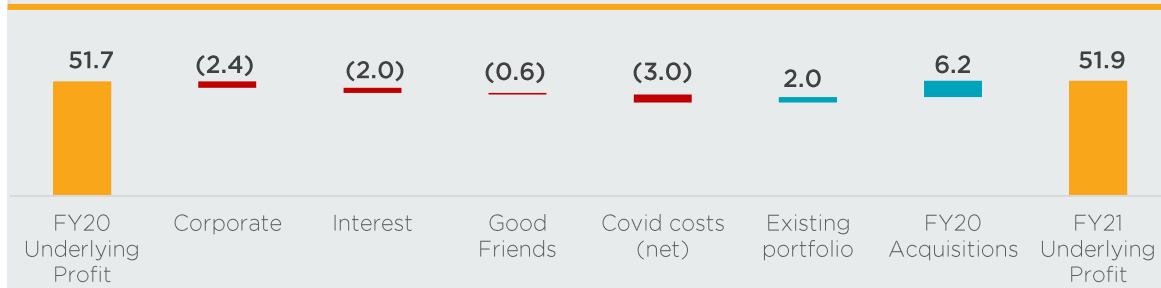 51.7
(2.4)
(2.0)
(0.6)
(3.0)
2.0
6.2
51.9
FY20
Underlying
Profit
Corporate
Interest
Good
Friends
Covid costs
(net)
Existing
portfolio
FY20
Acquisitions
FY21
Underlying
Profit